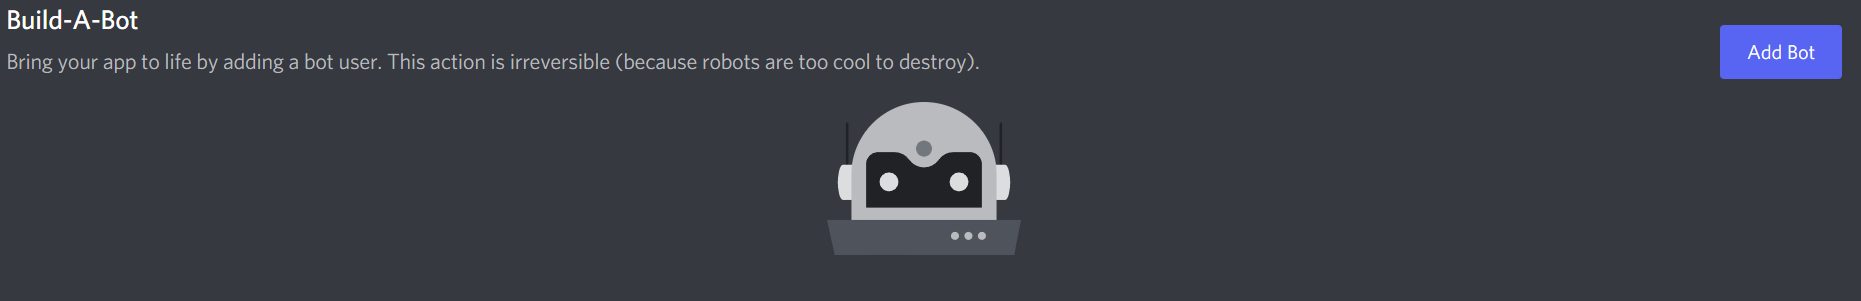 Build-A-Bot
Bring your app to life by adding a bot user. This action is irreversible (because robots are too cool to destroy).
Add Bot